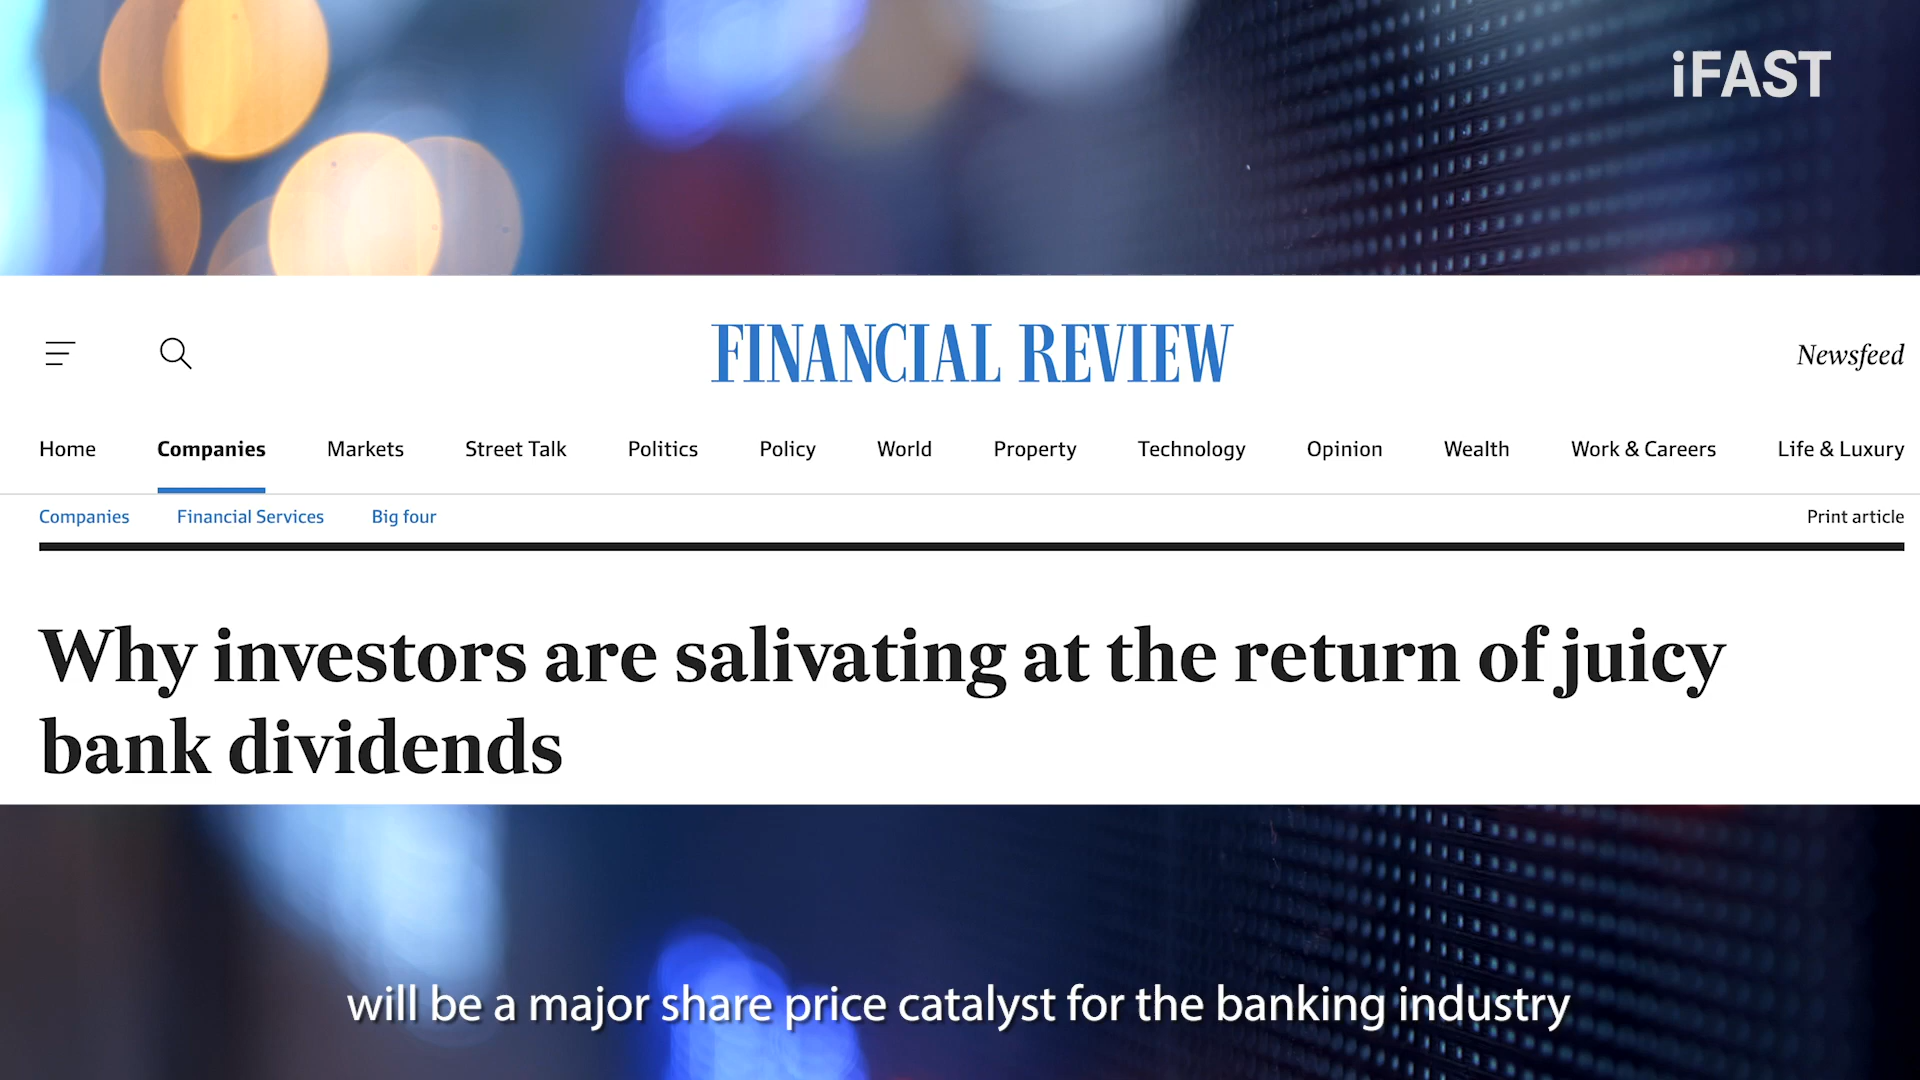 iFAST
FINANCIAL REVIEW
Newsfeed
Home Companies Markets Street Talk Politics Policy World Property Technology Opinion Wealth Work & Careers Life & Luxury
Companies Financial Services Big four Print article
Why investors are salivating at the return of juicy
bank dividends
will be a major share price catalyst for the banking industry